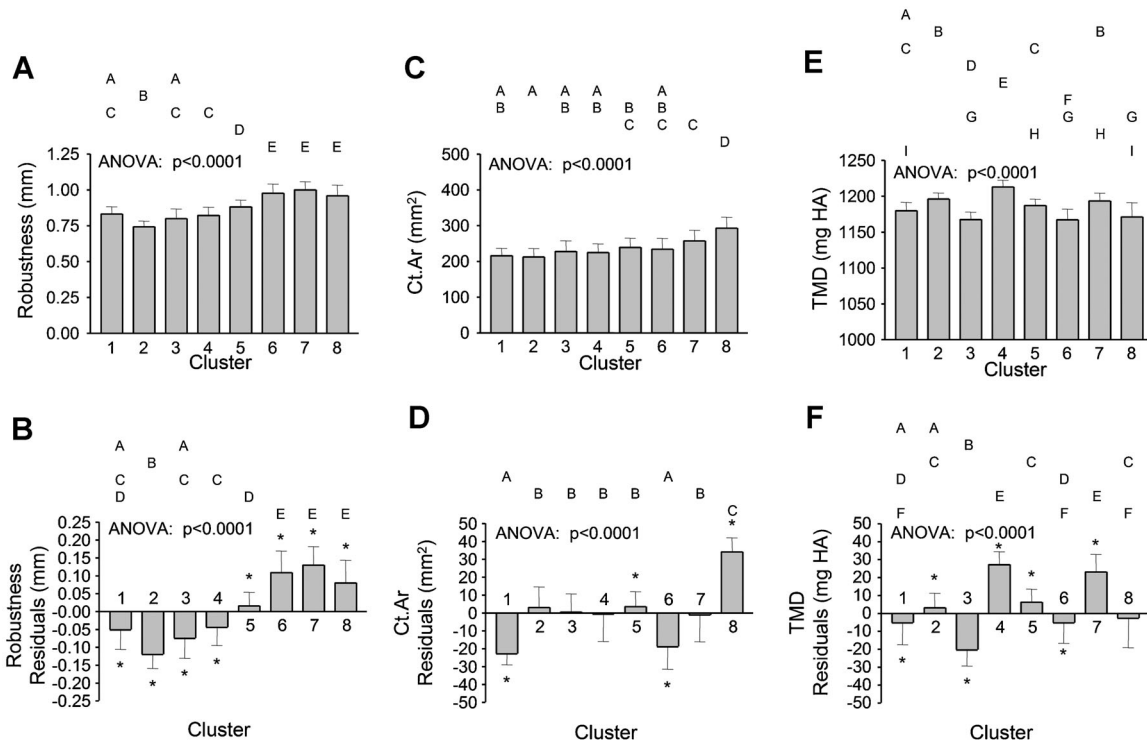 A
A A
B
C C C
D
E E E
ANOVA: p<0.0001
1.25
1.00
0.75
0.50
0.25
0.00
Robustness (mm)
1 2 3 4 5 6 7 8
Cluster
C
A A A A A
B B B B B
C C C
D
ANOVA: p<0.0001
500
400
300
200
100
0
Ct.Ar (mm²)
1 2 3 4 5 6 7 8
Cluster
E
A
B B
C C
D
E
F
G G G
H H
I I
ANOVA: p<0.0001
1250
1200
1150
1100
1050
1000
TMD (mg HA)
1 2 3 4 5 6 7 8
Cluster
B
A A
B
C C C
D D
E E E
ANOVA: p<0.0001
0.25
0.20
0.15
0.10
0.05
-0.00
-0.05
-0.10
-0.15
-0.20
-0.25
Robustness
Residuals (mm)
* * * *
1 2 3 4
5 6 7 8
* * * *
Cluster
D
A A
B B B B B
C
ANOVA: p<0.0001
50
40
30
20
10
0
-10
-20
-30
-40
-50
Ct.Ar
Residuals (mm²)
* *
1 4 6 7
2 3 5 8
* *
Cluster
F
A A
B
C C C
D D
E E
F F F
ANOVA: p<0.0001
50
40
30
20
10
0
-10
-20
-30
-40
-50
TMD
Residuals (mg HA)
* * * *
1 3 6 8
2 4 5 7
* * *
Cluster